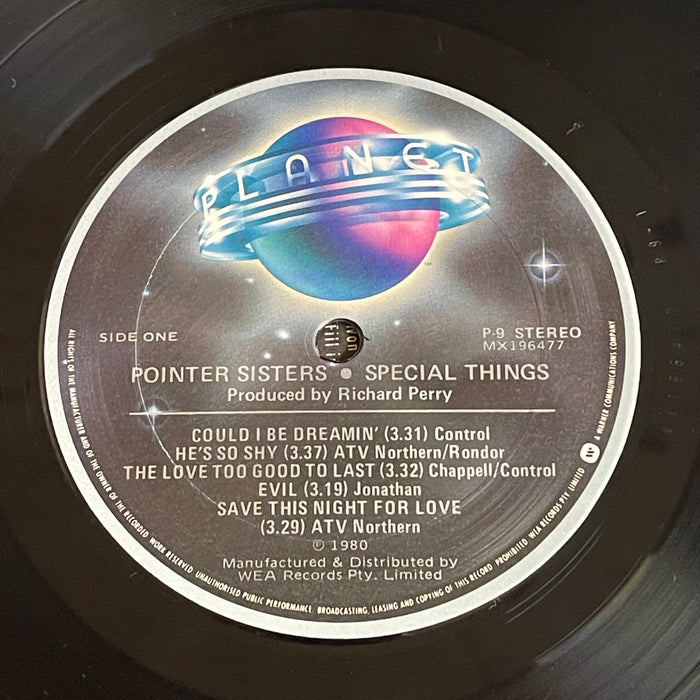 PLANET
SIDE ONE
P-9 STEREO
MX196477
POINTER SISTERS • SPECIAL THINGS
Produced by Richard Perry
COULD I BE DREAMIN' (3.31) Control
HE'S SO SHY (3.37) ATV Northern/Rondor
THE LOVE TOO GOOD TO LAST (3.32) Chappell/Control
EVIL (3.19) Jonathan
SAVE THIS NIGHT FOR LOVE
(3.29) ATV Northern
℗ 1980
Manufactured & Distributed by
WEA Records Pty. Limited
ALL RIGHTS OF THE MANUFACTURER AND OF THE OWNER OF THE RECORDED WORK RESERVED UNAUTHORISED PUBLIC PERFORMANCE, BROADCASTING, LEASING AND COPYING OF THIS RECORD PROHIBITED WEA RECORDS PTY. LIMITED
A WARNER COMMUNICATIONS COMPANY